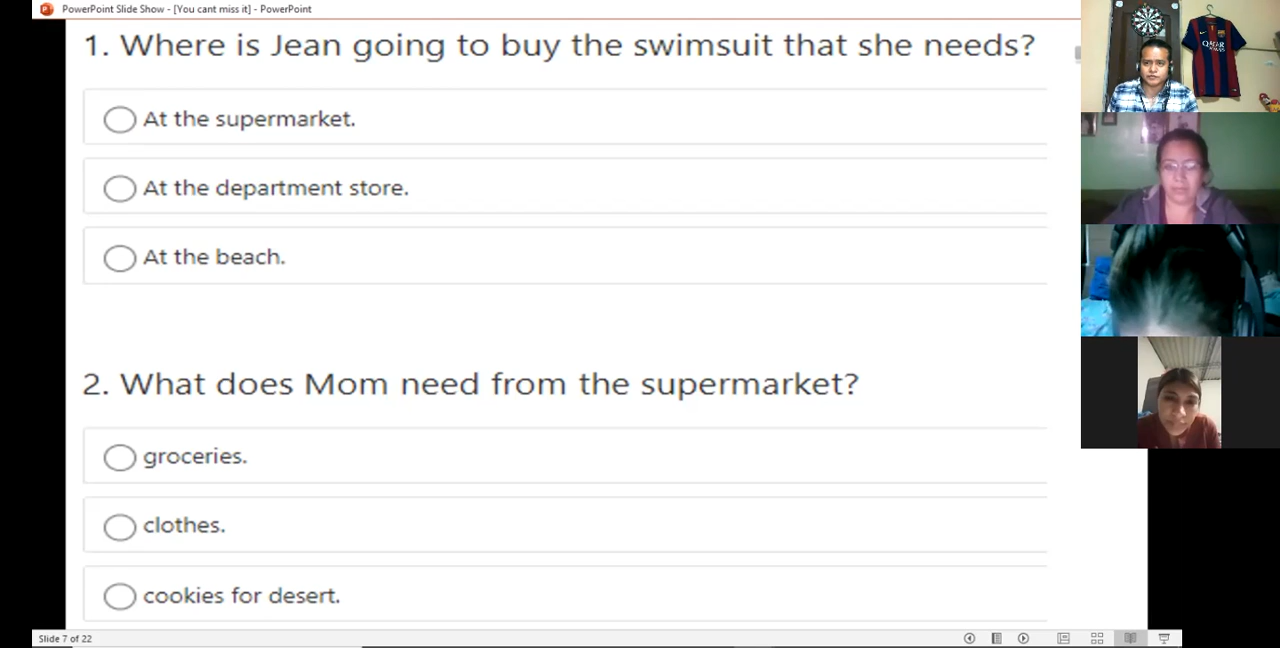 PowerPoint Slide Show - [You cant miss it] - PowerPoint
1. Where is Jean going to buy the swimsuit that she needs?
At the supermarket.
At the department store.
At the beach.
2. What does Mom need from the supermarket?
groceries.
clothes.
cookies for desert.
Slide 7 of 22
QATAR